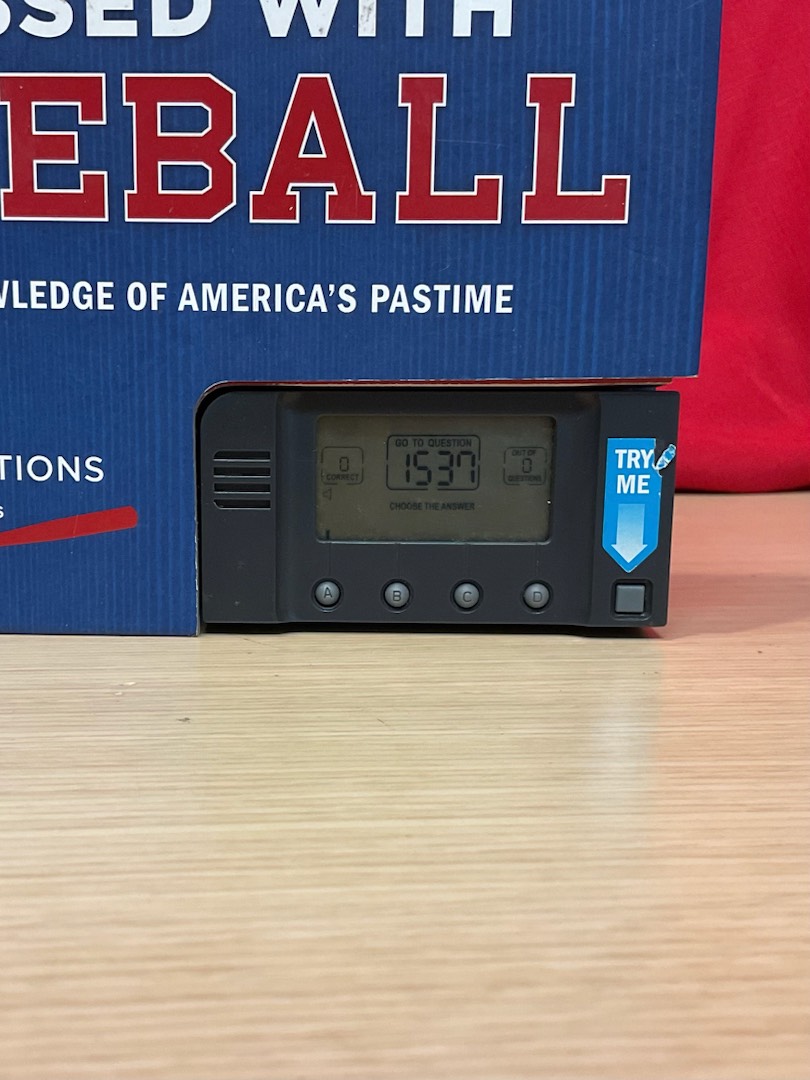 SSED WITH
EBALL
WLEDGE OF AMERICA'S PASTIME
TIONS
S
GO TO QUESTION
1537
0
CORRECT
OUT OF
0
QUESTIONS
CHOOSE THE ANSWER
TRY
ME
A B C D